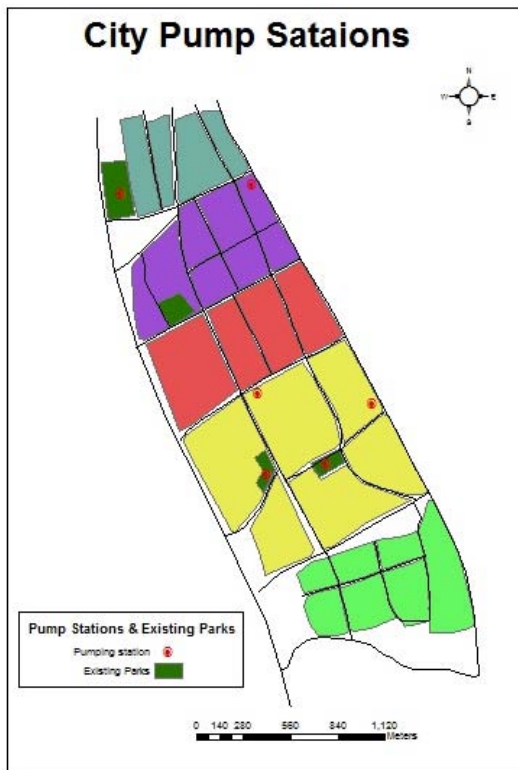 City Pump Sataions
N
W E
S
Pump Stations & Existing Parks
Pumping station
Existing Parks
0 140 280 560 840 1,120
Meters